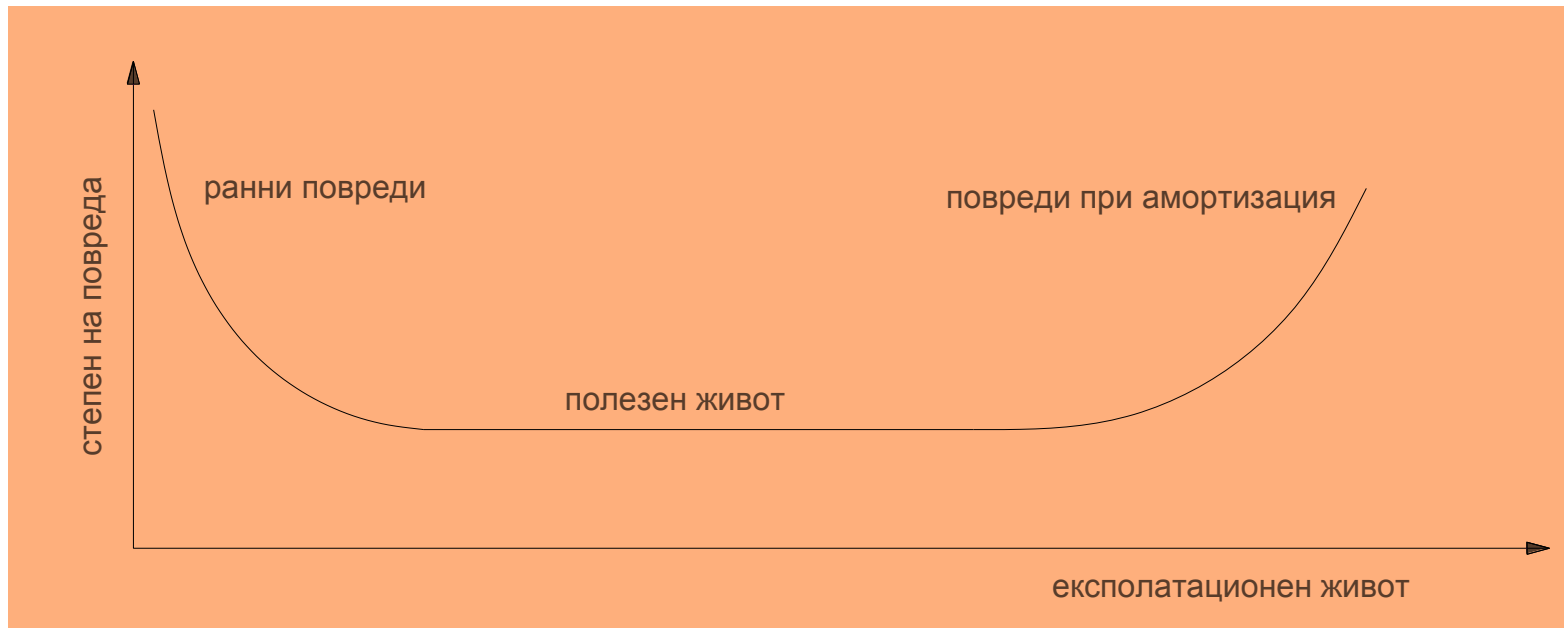 ранни повреди
повреди при амортизация
степен на повреда
полезен живот
експолатационен живот